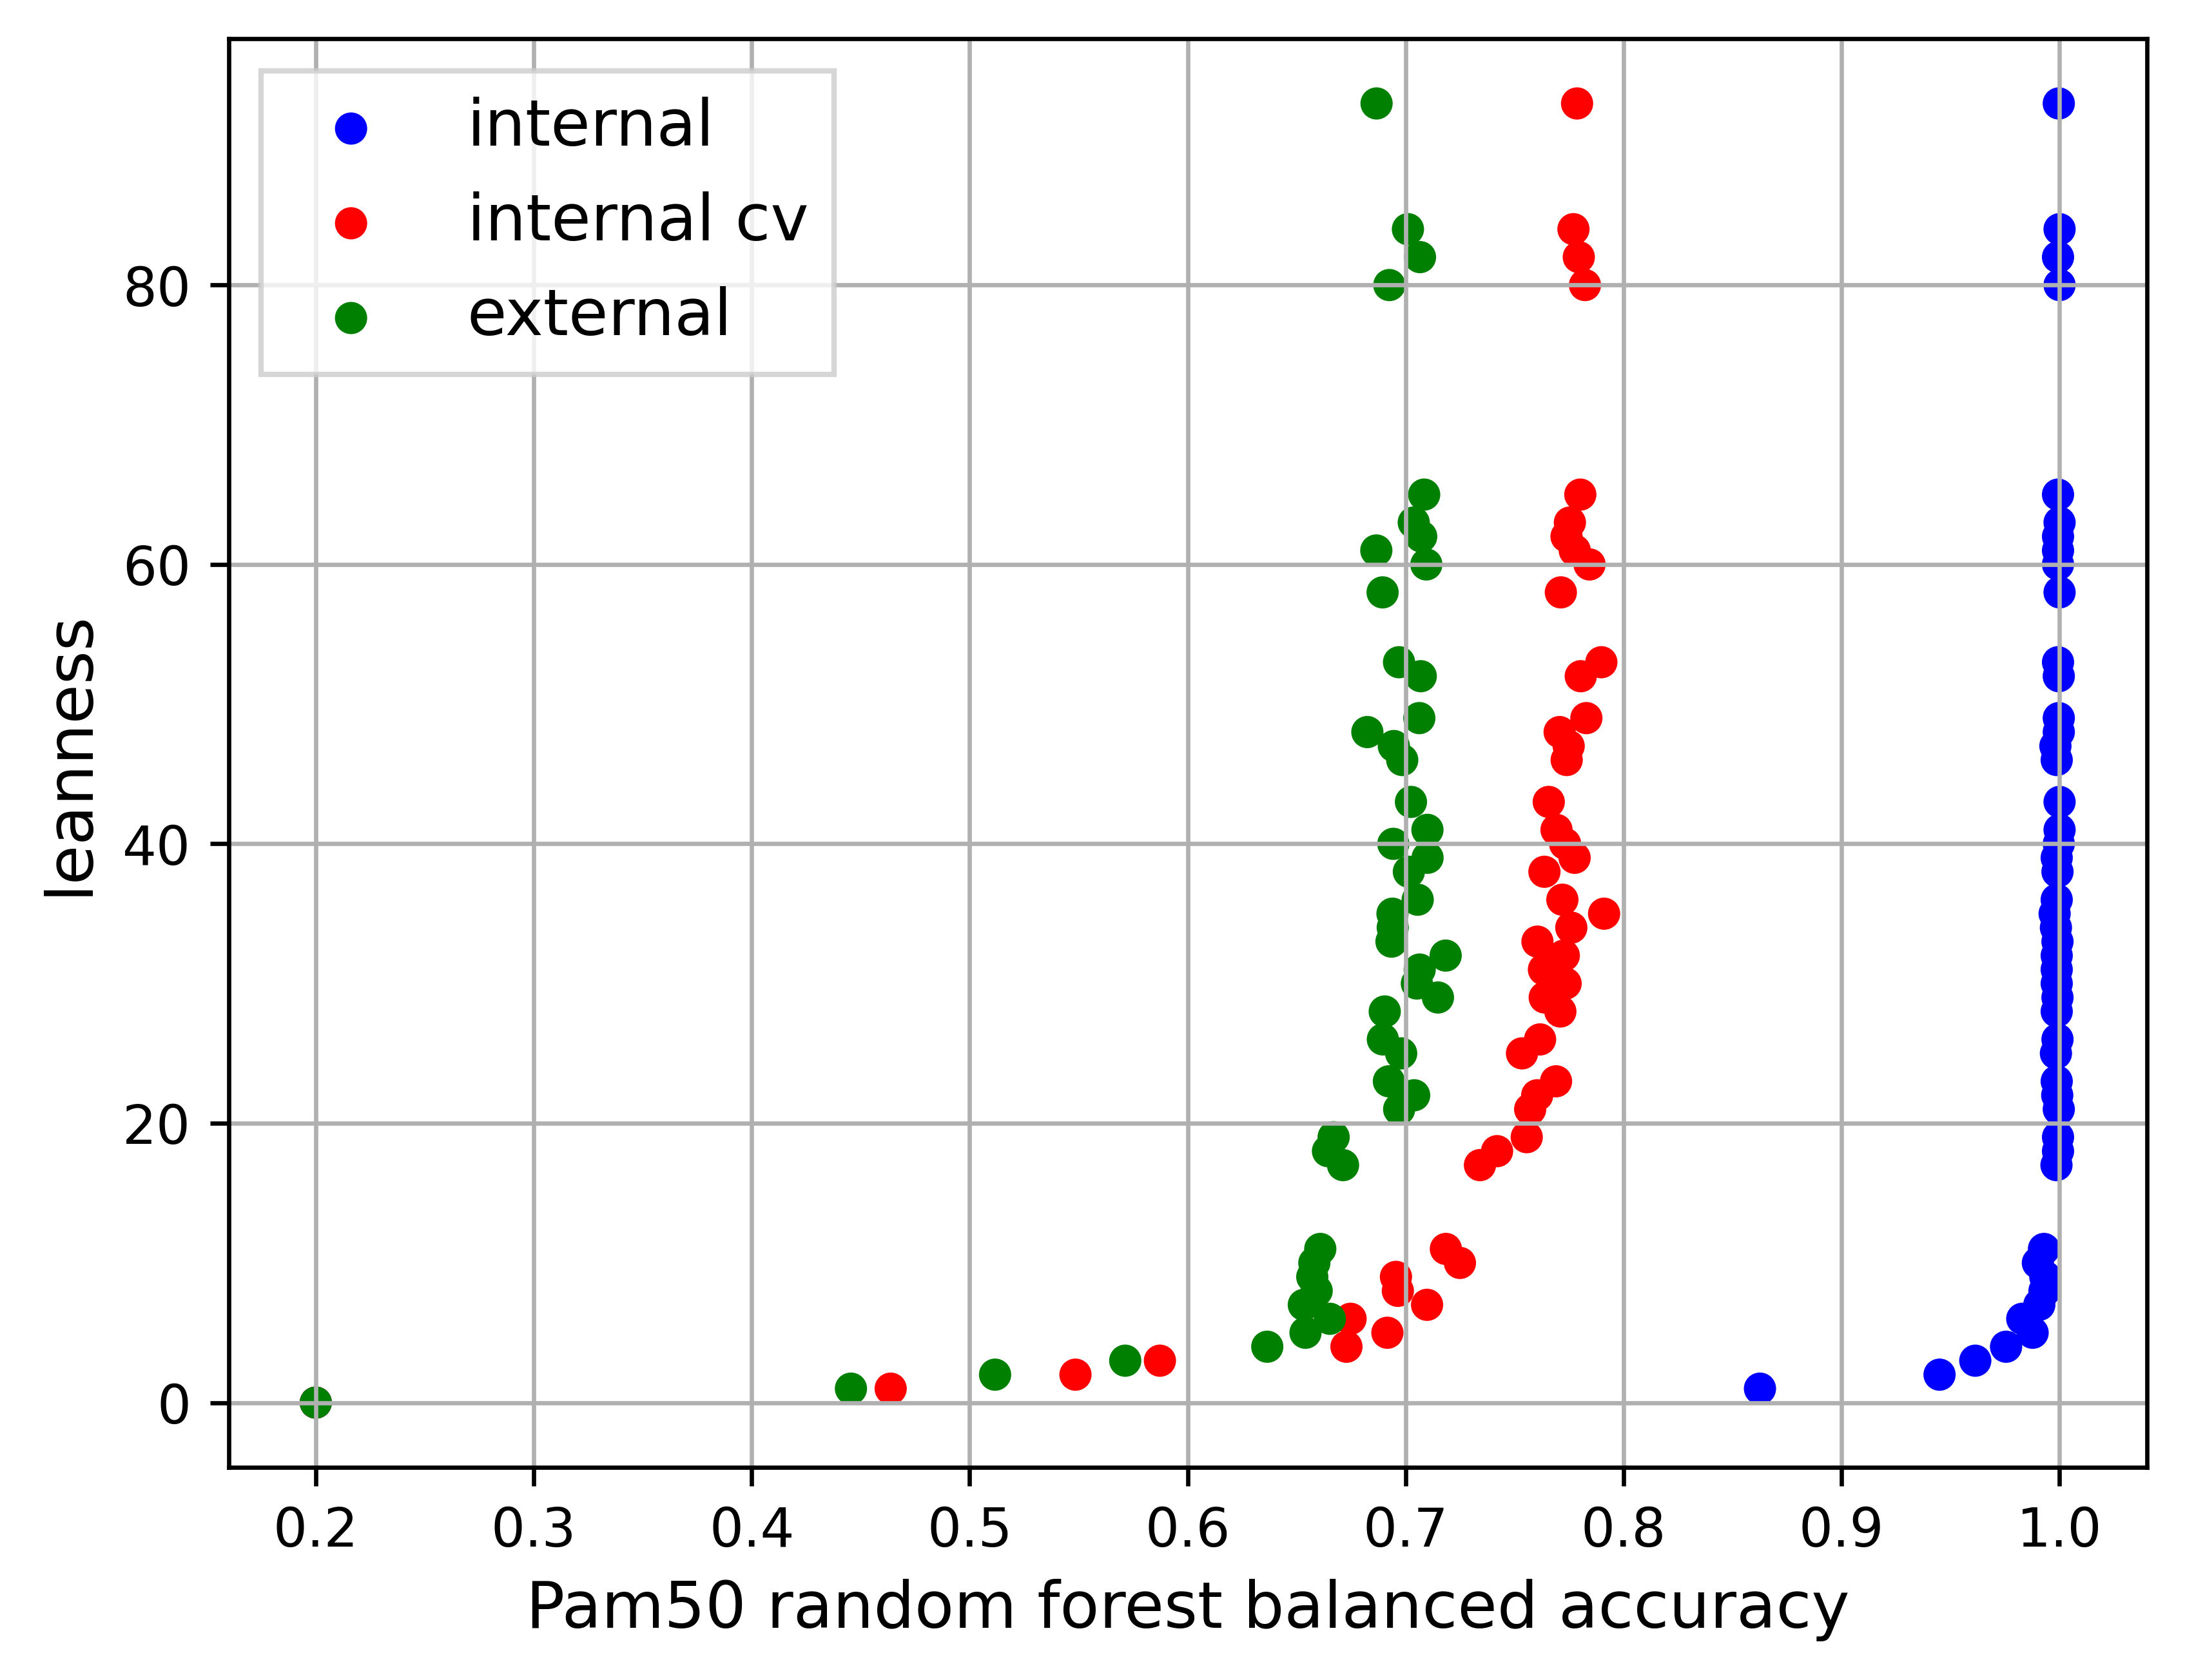 internal
internal cv
external
leanness
80
60
40
20
0
0.2 0.3 0.4 0.5 0.6 0.7 0.8 0.9 1.0
Pam50 random forest balanced accuracy